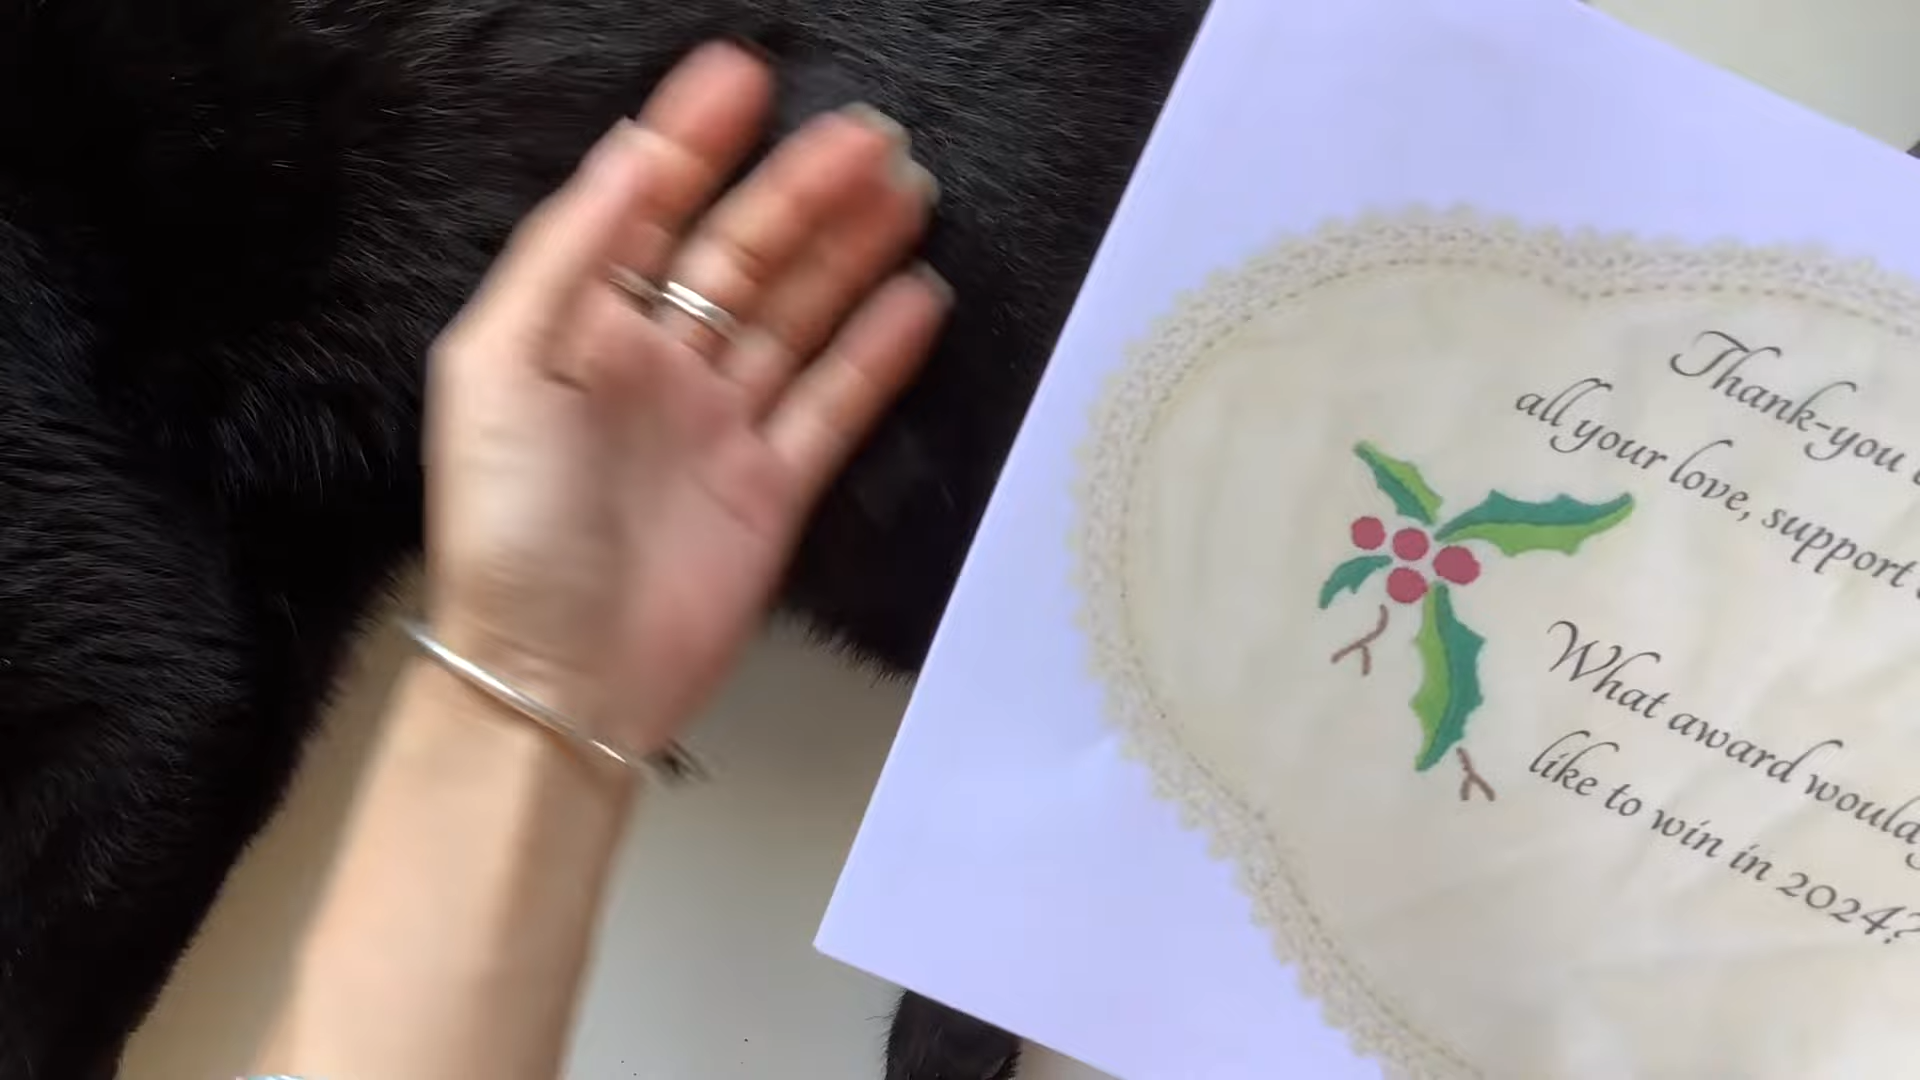 Thank-you
all your love, support
What award would
like to win in 2024?